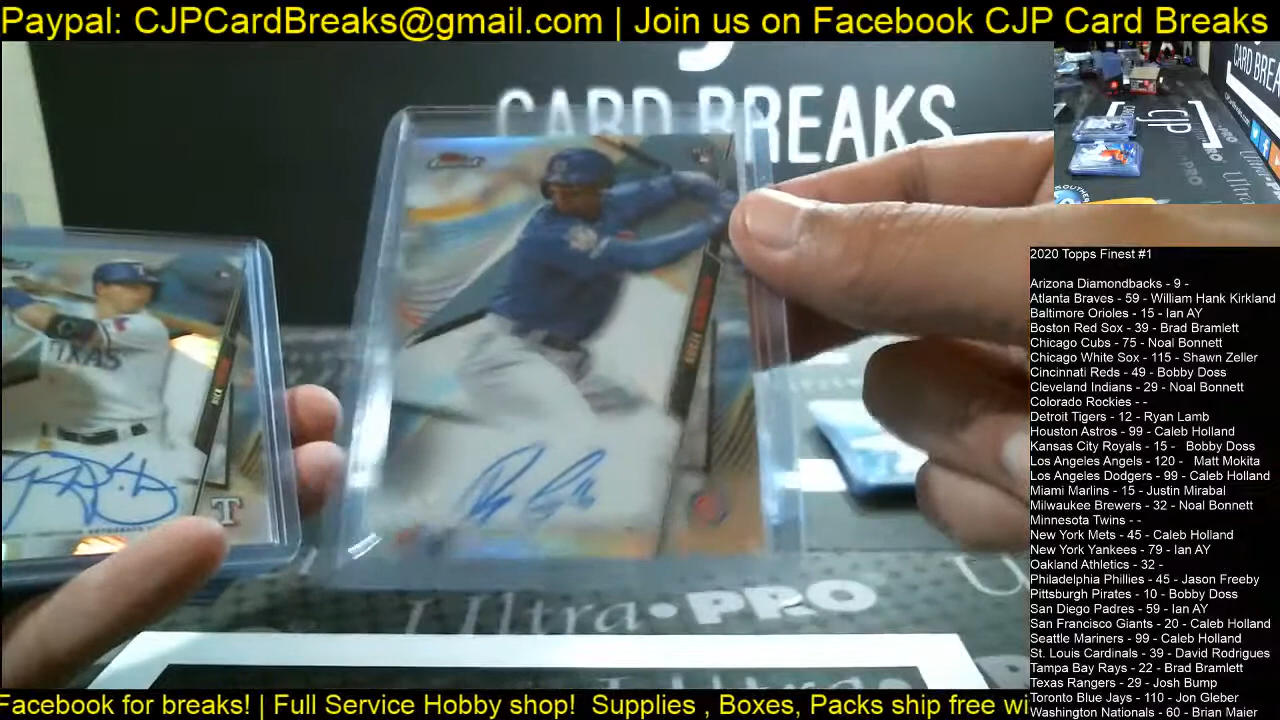 Paypal: CJPCardBreaks@gmail.com | Join us on Facebook CJP Card Breaks
CARD BREAKS
CARD BREA
CJP
PRO
Ultra
2020 Topps Finest #1
Arizona Diamondbacks - 9 -
Atlanta Braves - 59 - William Hank Kirkland
Baltimore Orioles - 15 - Ian AY
Boston Red Sox - 39 - Brad Bramlett
Chicago Cubs - 75 - Noal Bonnett
Chicago White Sox - 115 - Shawn Zeller
Cincinnati Reds - 49 - Bobby Doss
Cleveland Indians - 29 - Noal Bonnett
Colorado Rockies - -
Detroit Tigers - 12 - Ryan Lamb
Houston Astros - 99 - Caleb Holland
Kansas City Royals - 15 - Bobby Doss
Los Angeles Angels - 120 - Matt Mokita
Los Angeles Dodgers - 99 - Caleb Holland
Miami Marlins - 15 - Justin Mirabal
Milwaukee Brewers - 32 - Noal Bonnett
Minnesota Twins - -
New York Mets - 45 - Caleb Holland
New York Yankees - 79 - Ian AY
Oakland Athletics - 32 -
Philadelphia Phillies - 45 - Jason Freeby
Pittsburgh Pirates - 10 - Bobby Doss
San Diego Padres - 59 - Ian AY
San Francisco Giants - 20 - Caleb Holland
Seattle Mariners - 99 - Caleb Holland
St. Louis Cardinals - 39 - David Rodrigues
Tampa Bay Rays - 22 - Brad Bramlett
Texas Rangers - 29 - Josh Bump
Toronto Blue Jays - 110 - Jon Gleber
Washington Nationals - 60 - Brian Maier
FINEST
TEXAS
NICK
T
Ultra•PRO
Facebook for breaks! | Full Service Hobby shop! Supplies , Boxes, Packs ship free wi